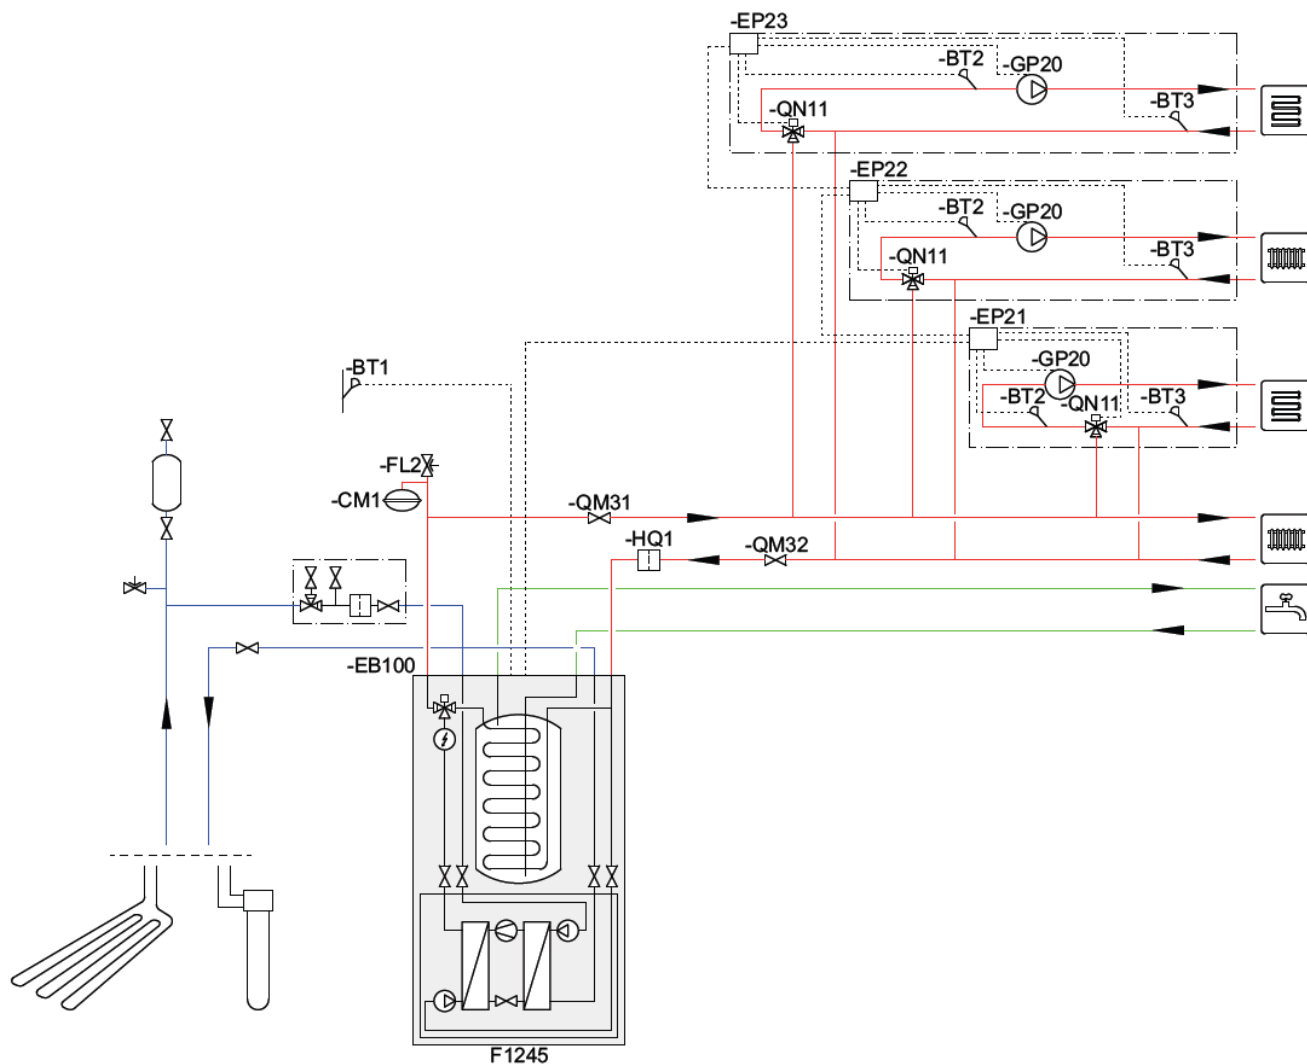 -EP23
-BT2
-GP20
-QN11
-BT3
-EP22
-BT2
-GP20
-QN11
-BT3
-EP21
-GP20
-BT1
-BT2
-QN11
-BT3
-FL2
-CM1
-QM31
-HQ1
-QM32
-EB100
F1245